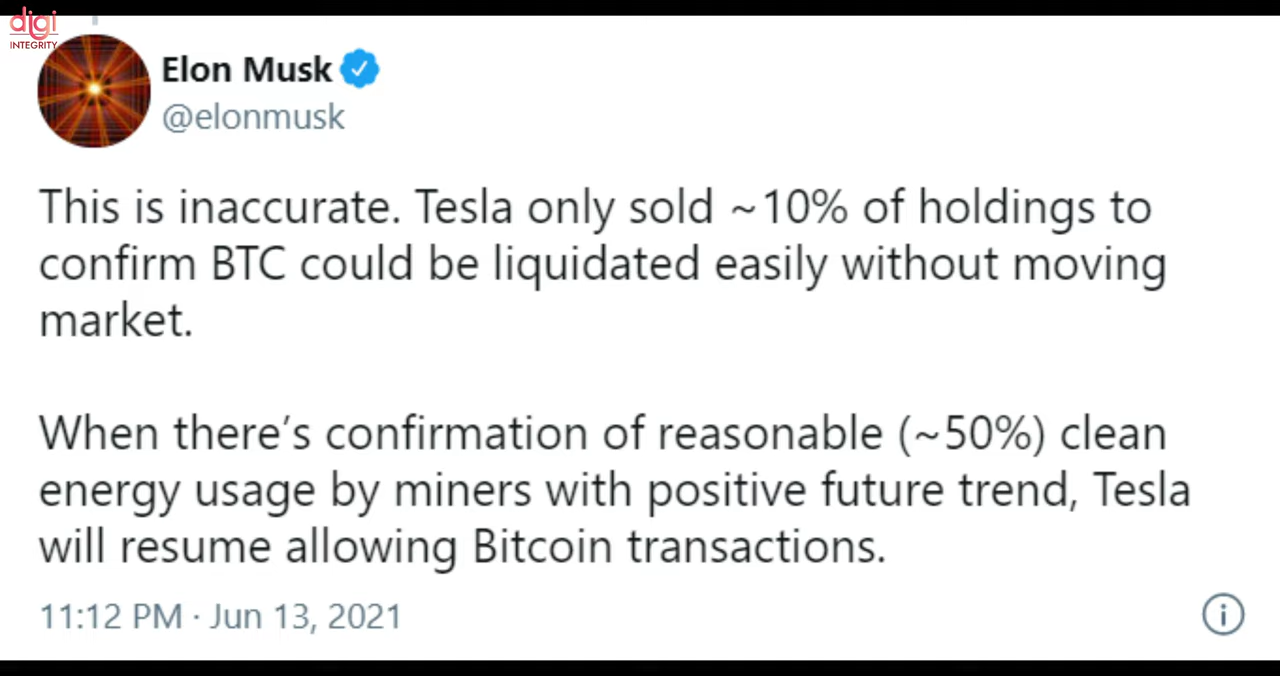 digi
INTEGRITY
Elon Musk
@elonmusk
This is inaccurate. Tesla only sold ~10% of holdings to
confirm BTC could be liquidated easily without moving
market.
When there’s confirmation of reasonable (~50%) clean
energy usage by miners with positive future trend, Tesla
will resume allowing Bitcoin transactions.
11:12 PM · Jun 13, 2021